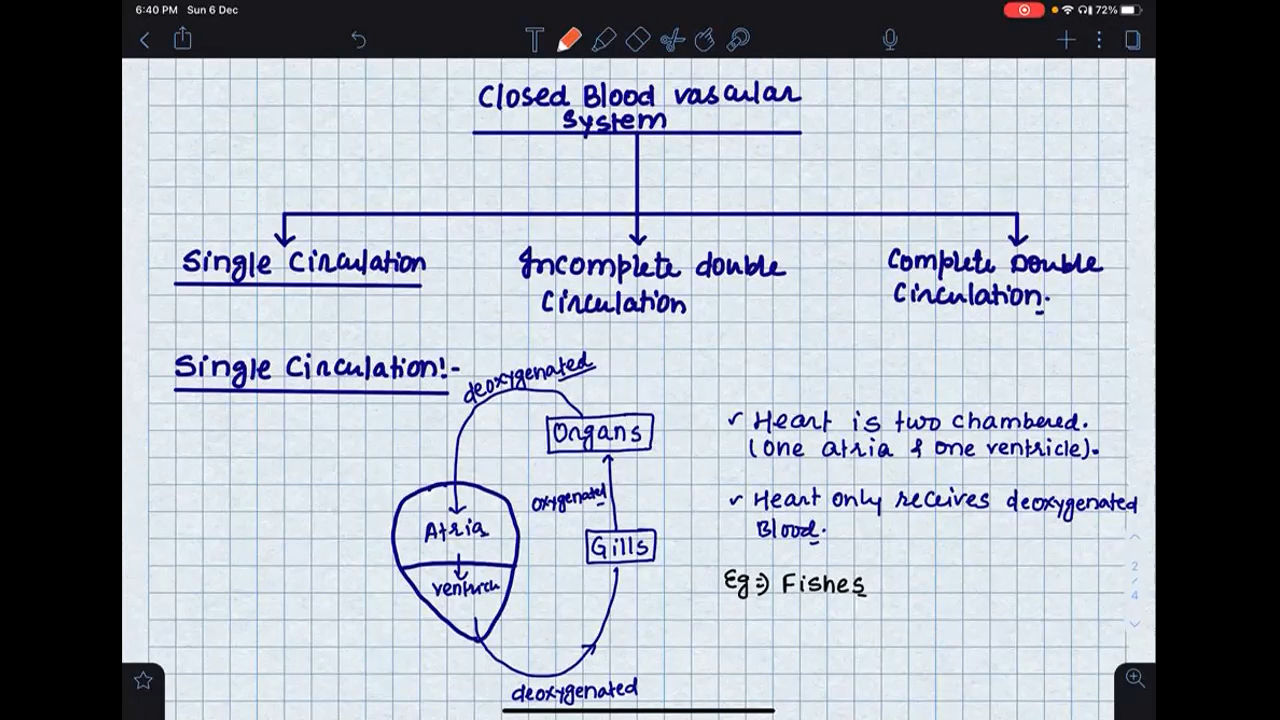 6:40 PM Sun 6 Dec
72%
Closed Blood vascular
System
Single Circulation
Incomplete double
Circulation
Complete Double
Circulation.
Single Circulation:-
deoxygenated
Organs
oxygenated
Gills
Atria
ventricle
deoxygenated
✓ Heart is two chambered.
(One atria & one ventricle).
✓ Heart only receives deoxygenated
Blood.
Eg => Fishes
2
/
4